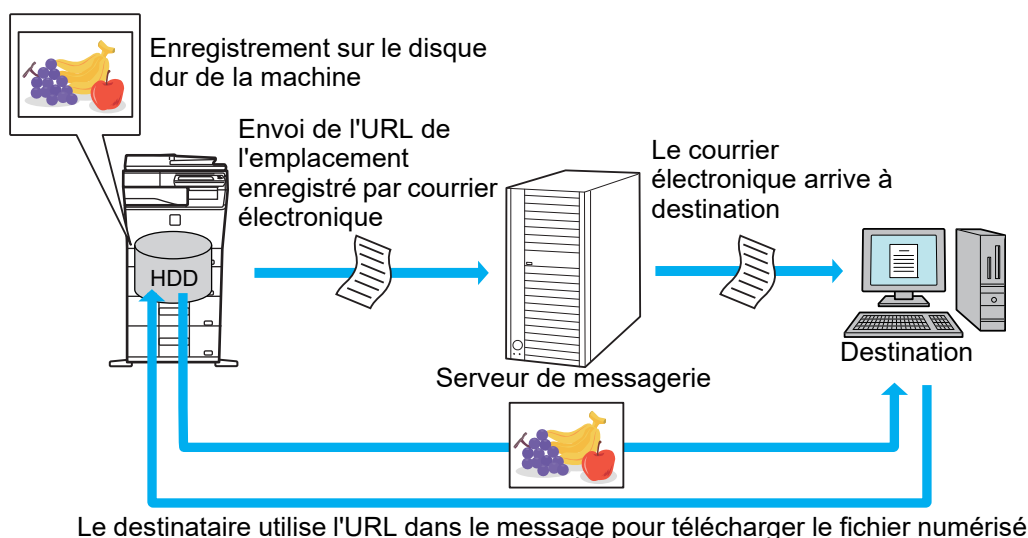 Enregistrement sur le disque
dur de la machine
Envoi de l'URL de
l'emplacement
enregistré par courrier
électronique
Le courrier
électronique arrive à
destination
HDD
Destination
Serveur de messagerie
Le destinataire utilise l'URL dans le message pour télécharger le fichier numérisé